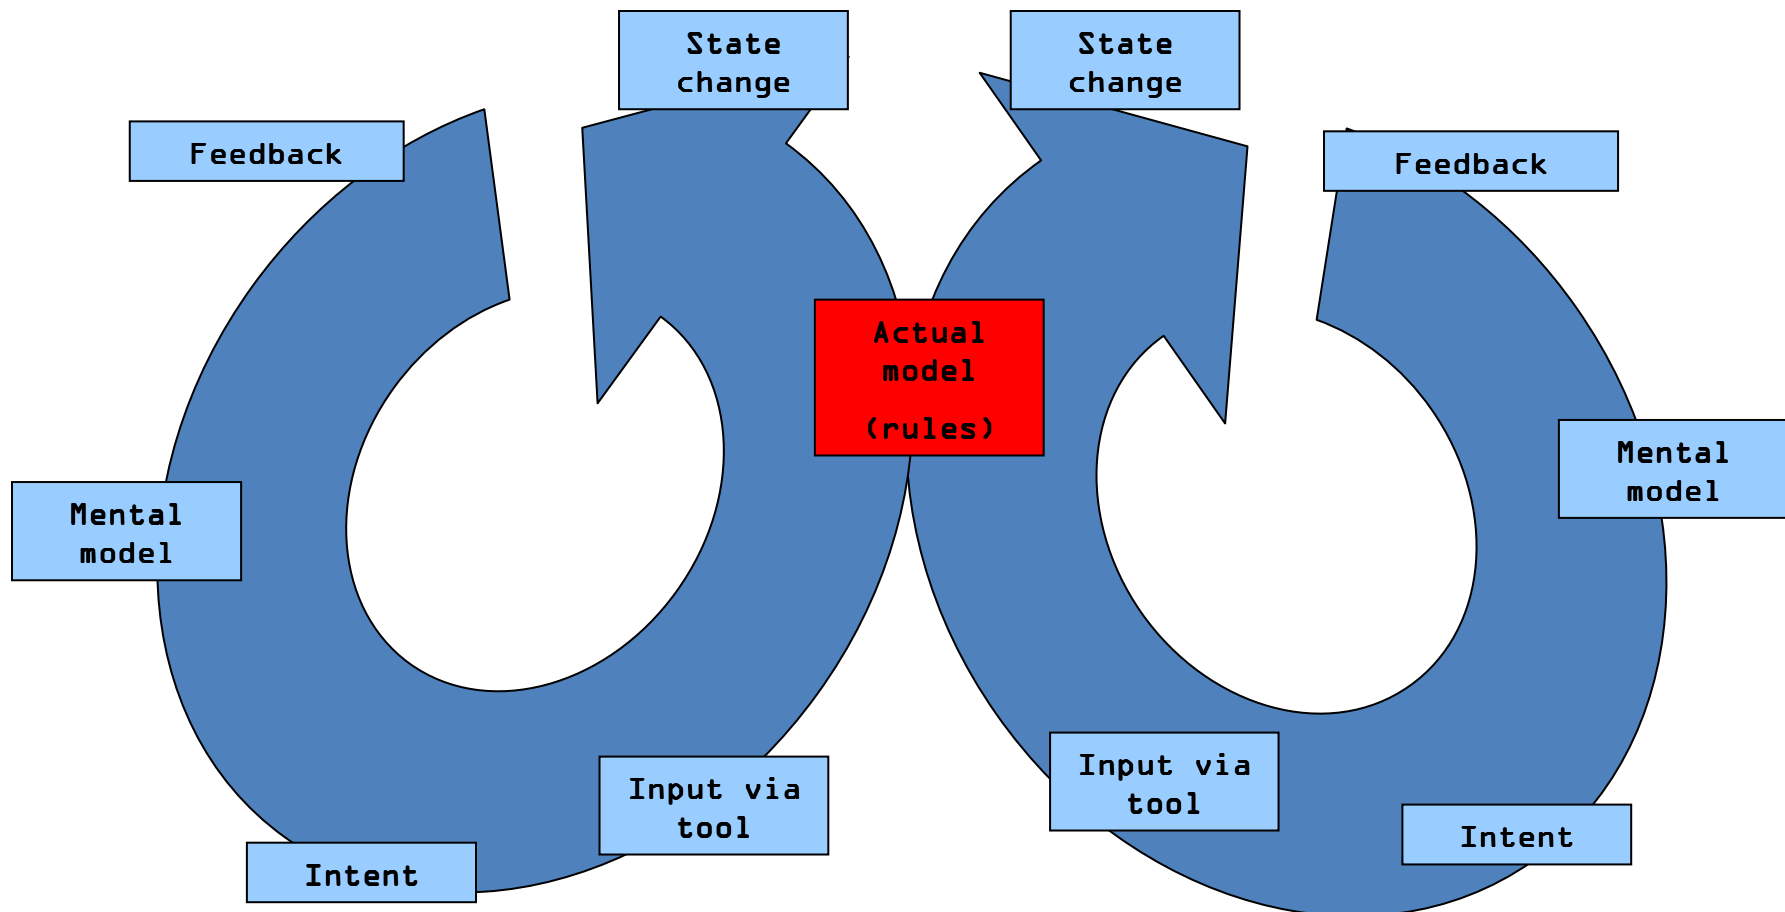 State
change
State
change
Feedback
Feedback
Actual
model
(rules)
Mental
model
Mental
model
Input via
tool
Input via
tool
Intent
Intent